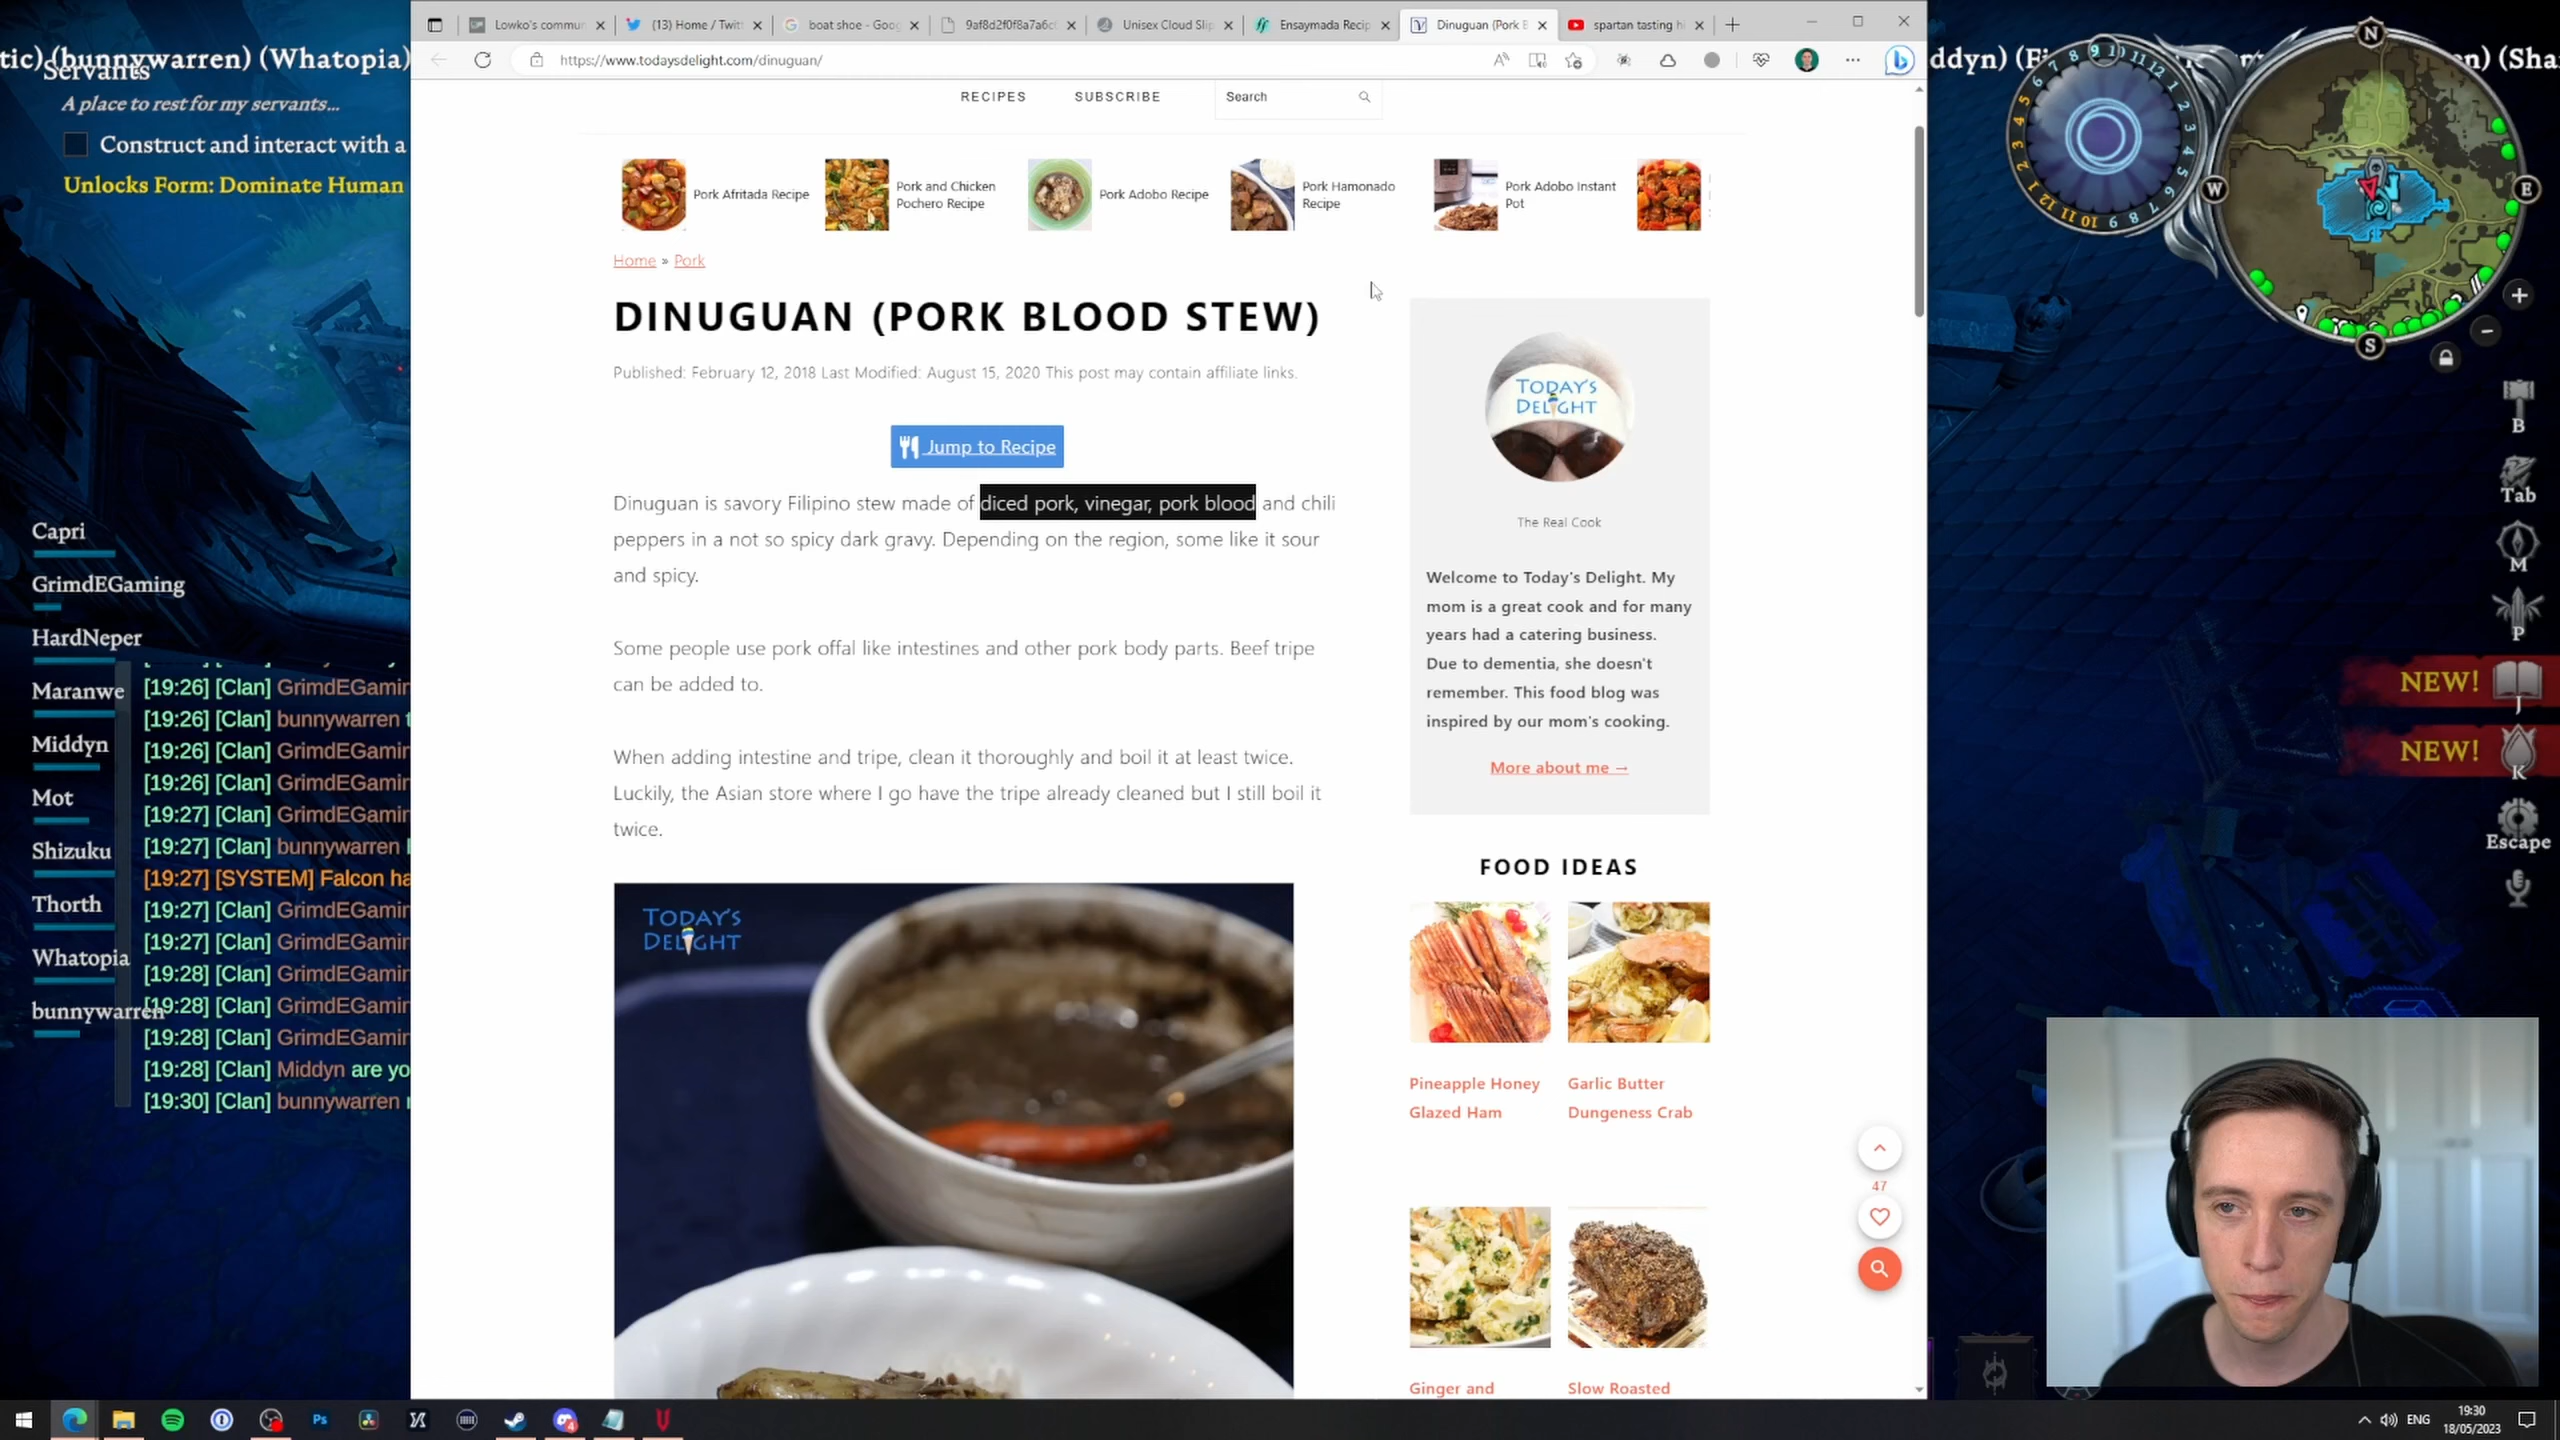 tic) (bunnywarren) (Whatopia)
Servants
A place to rest for my servants...
Construct and interact with a
Unlocks Form: Dominate Human
Capri
GrimdEGaming
HardNeper
Maranwe
Middyn
Mot
Shizuku
Thorth
Whatopia
bunnywarren
[19:26] [Clan] GrimdEGamin
[19:26] [Clan] bunnywarren
[19:26] [Clan] GrimdEGamin
[19:26] [Clan] GrimdEGamin
[19:27] [Clan] GrimdEGamin
[19:27] [Clan] bunnywarren
[19:27] [SYSTEM] Falcon ha
[19:27] [Clan] GrimdEGamin
[19:27] [Clan] GrimdEGamin
[19:28] [Clan] GrimdEGamin
[19:28] [Clan] GrimdEGamin
[19:28] [Clan] GrimdEGamin
[19:28] [Clan] Middyn are yo
[19:30] [Clan] bunnywarren
Lowko's commun
(13) Home / Twitt
boat shoe - Goog
9af8d2f0f8a7a6c
Unisex Cloud Slip
Ensaymada Recip
Dinuguan (Pork B
spartan tasting hi
https://www.todaysdelight.com/dinuguan/
RECIPES
SUBSCRIBE
Search
Pork Afritada Recipe
Pork and Chicken
Pochero Recipe
Pork Adobo Recipe
Pork Hamonado
Recipe
Pork Adobo Instant
Pot
Home » Pork
DINUGUAN (PORK BLOOD STEW)
Published: February 12, 2018 Last Modified: August 15, 2020 This post may contain affiliate links.
Jump to Recipe
Dinuguan is savory Filipino stew made of diced pork, vinegar, pork blood and chili
peppers in a not so spicy dark gravy. Depending on the region, some like it sour
and spicy.
Some people use pork offal like intestines and other pork body parts. Beef tripe
can be added to.
When adding intestine and tripe, clean it thoroughly and boil it at least twice.
Luckily, the Asian store where I go have the tripe already cleaned but I still boil it
twice.
TODAY'S
DELIGHT
TODAY'S
DELIGHT
The Real Cook
Welcome to Today's Delight. My
mom is a great cook and for many
years had a catering business.
Due to dementia, she doesn't
remember. This food blog was
inspired by our mom's cooking.
More about me →
FOOD IDEAS
Pineapple Honey
Glazed Ham
Garlic Butter
Dungeness Crab
Ginger and
Slow Roasted
47
ddyn)
(Sha
N
W
E
S
B
Tab
M
P
NEW!
J
NEW!
K
Escape
Ps
4
ENG
19:30
18/05/2023